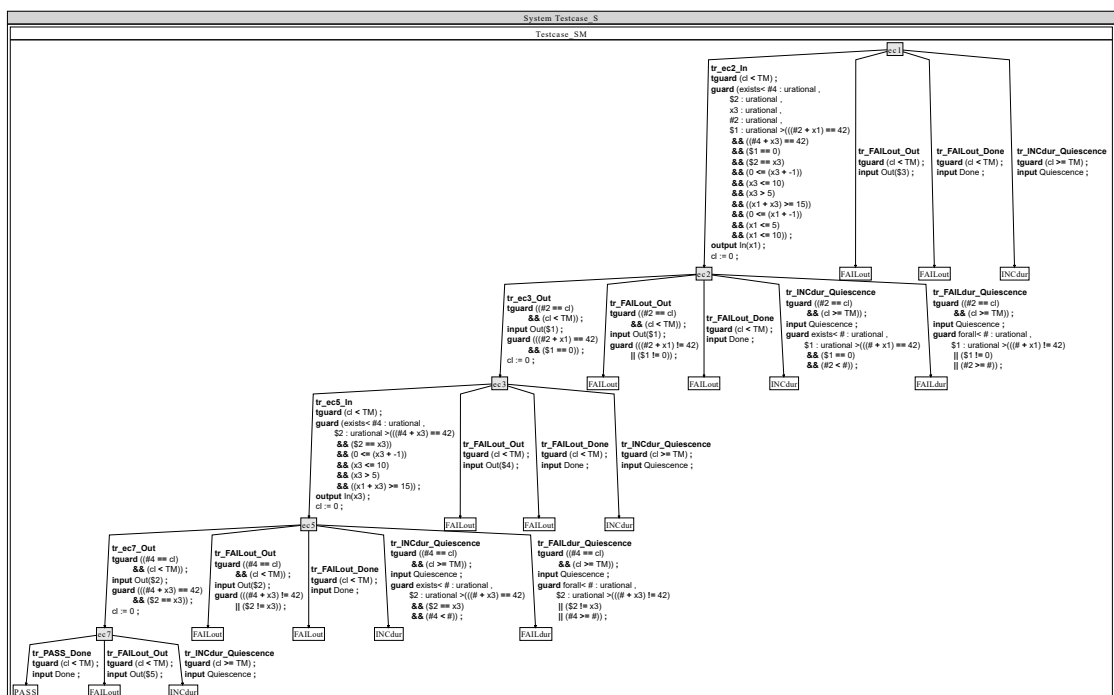 System Testcase_S
Testcase_SM
ec1
tr_ec2_In
tguard (cl < TM) ;
guard (exists< #4 : urational ,
$2 : urational ,
x3 : urational ,
#2 : urational ,
$1 : urational >(((#2 + x1) == 42)
&& ((#4 + x3) == 42)
&& ($1 == 0)
&& ($2 == x3)
&& (0 <= (x3 + -1))
&& (x3 <= 10)
&& (x3 > 5)
&& ((x1 + x3) >= 15))
&& (0 <= (x1 + -1))
&& (x1 <= 5)
&& (x1 <= 10)) ;
output In(x1) ;
cl := 0 ;
tr_FAILout_Out
tguard (cl < TM) ;
input Out($3) ;
tr_FAILout_Done
tguard (cl < TM) ;
input Done ;
tr_INCdur_Quiescence
tguard (cl >= TM) ;
input Quiescence ;
ec2
FAILout
FAILout
INCdur
tr_ec3_Out
tguard ((#2 == cl)
&& (cl < TM)) ;
input Out($1) ;
guard (((#2 + x1) == 42)
&& ($1 == 0)) ;
cl := 0 ;
tr_FAILout_Out
tguard ((#2 == cl)
&& (cl < TM)) ;
input Out($1) ;
guard (((#2 + x1) != 42)
|| ($1 != 0)) ;
tr_FAILout_Done
tguard (cl < TM) ;
input Done ;
tr_INCdur_Quiescence
tguard ((#2 == cl)
&& (cl >= TM)) ;
input Quiescence ;
guard exists< # : urational ,
$1 : urational >(((# + x1) == 42)
&& ($1 == 0)
&& (#2 < #)) ;
tr_FAILdur_Quiescence
tguard ((#2 == cl)
&& (cl >= TM)) ;
input Quiescence ;
guard forall< # : urational ,
$1 : urational >(((# + x1) != 42)
|| ($1 != 0)
|| (#2 >= #)) ;
ec3
FAILout
FAILout
INCdur
FAILdur
tr_ec5_In
tguard (cl < TM) ;
guard (exists< #4 : urational ,
$2 : urational >(((#4 + x3) == 42)
&& ($2 == x3))
&& (0 <= (x3 + -1))
&& (x3 <= 10)
&& (x3 > 5)
&& ((x1 + x3) >= 15)) ;
output In(x3) ;
cl := 0 ;
tr_FAILout_Out
tguard (cl < TM) ;
input Out($4) ;
tr_FAILout_Done
tguard (cl < TM) ;
input Done ;
tr_INCdur_Quiescence
tguard (cl >= TM) ;
input Quiescence ;
ec5
FAILout
FAILout
INCdur
tr_ec7_Out
tguard ((#4 == cl)
&& (cl < TM)) ;
input Out($2) ;
guard (((#4 + x3) == 42)
&& ($2 == x3)) ;
cl := 0 ;
tr_FAILout_Out
tguard ((#4 == cl)
&& (cl < TM)) ;
input Out($2) ;
guard (((#4 + x3) != 42)
|| ($2 != x3)) ;
tr_FAILout_Done
tguard (cl < TM) ;
input Done ;
tr_INCdur_Quiescence
tguard ((#4 == cl)
&& (cl >= TM)) ;
input Quiescence ;
guard exists< # : urational ,
$2 : urational >(((# + x3) == 42)
&& ($2 == x3)
&& (#4 < #)) ;
tr_FAILdur_Quiescence
tguard ((#4 == cl)
&& (cl >= TM)) ;
input Quiescence ;
guard forall< # : urational ,
$2 : urational >(((# + x3) != 42)
|| ($2 != x3)
|| (#4 >= #)) ;
ec7
FAILout
FAILout
INCdur
FAILdur
tr_PASS_Done
tguard (cl < TM) ;
input Done ;
tr_FAILout_Out
tguard (cl < TM) ;
input Out($5) ;
tr_INCdur_Quiescence
tguard (cl >= TM) ;
input Quiescence ;
PASS
FAILout
INCdur